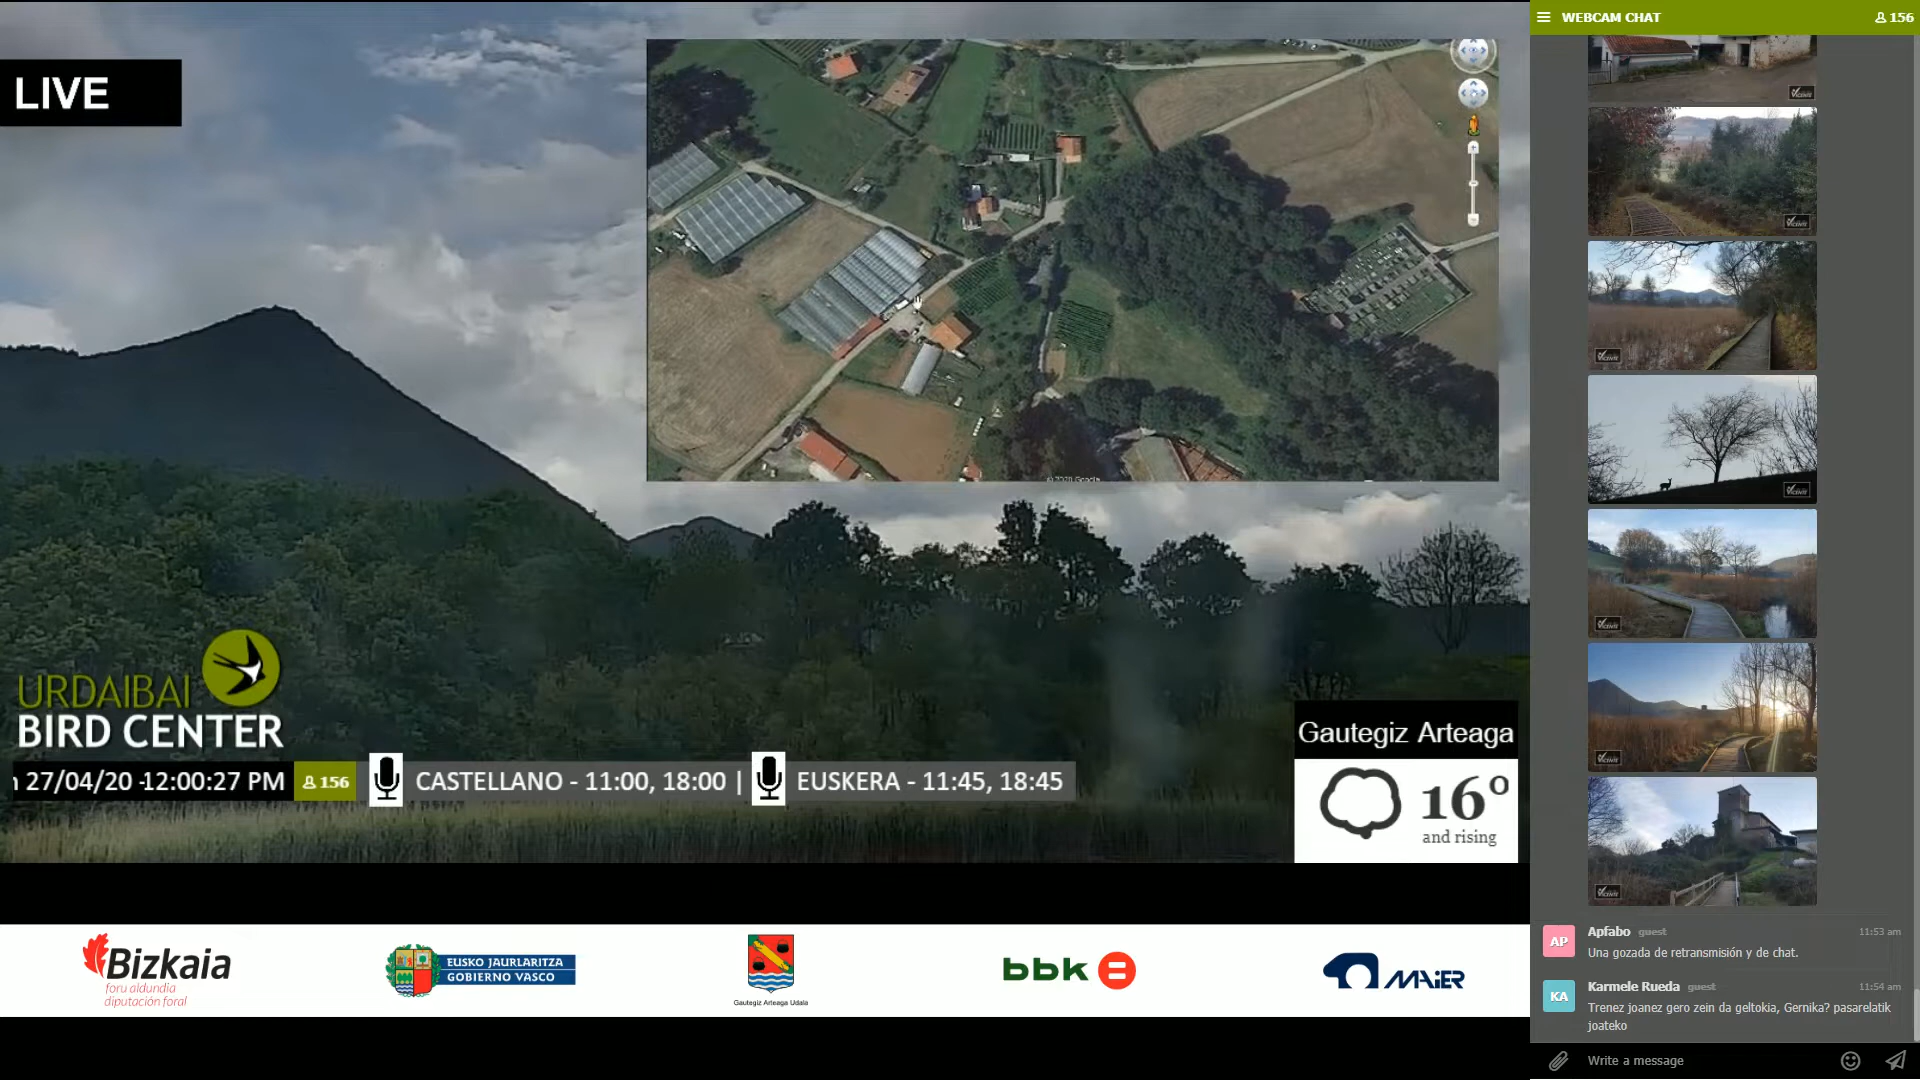 LIVE
URDAIBAI
BIRD CENTER
27/04/20 -12:00:27 PM
156
CASTELLANO - 11:00, 18:00 |
EUSKERA - 11:45, 18:45
Gautegiz Arteaga
16º
and rising
Bizkaia
foru aldundia
diputación foral
EUSKO JAURLARITZA
GOBIERNO VASCO
Gautegiz Arteaga Udala
bbk
MAIER
WEBCAM CHAT
156
AP
Apfabo guest
11:53 am
Una gozada de retransmisión y de chat.
KA
Karmele Rueda guest
11:54 am
Trenez joanez gero zein da geltokia, Gernika? pasarelatik
joateko
Write a message